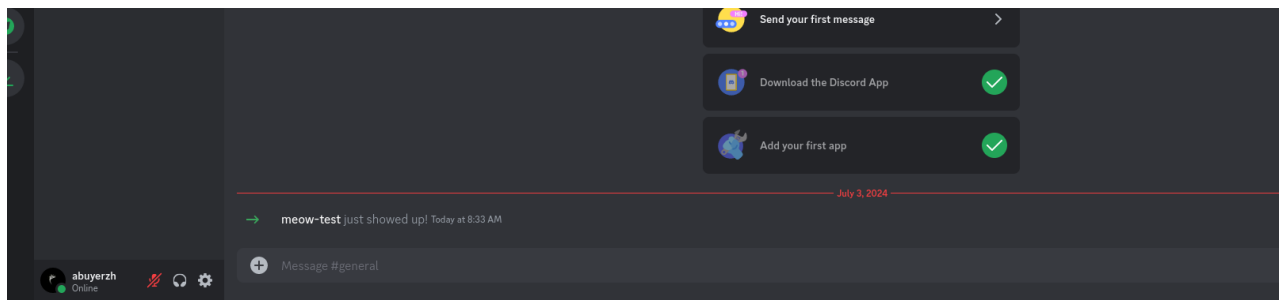 Send your first message
Download the Discord App
Add your first app
July 3, 2024
meow-test just showed up! Today at 8:33 AM
Message #general
abuyerzh
Online